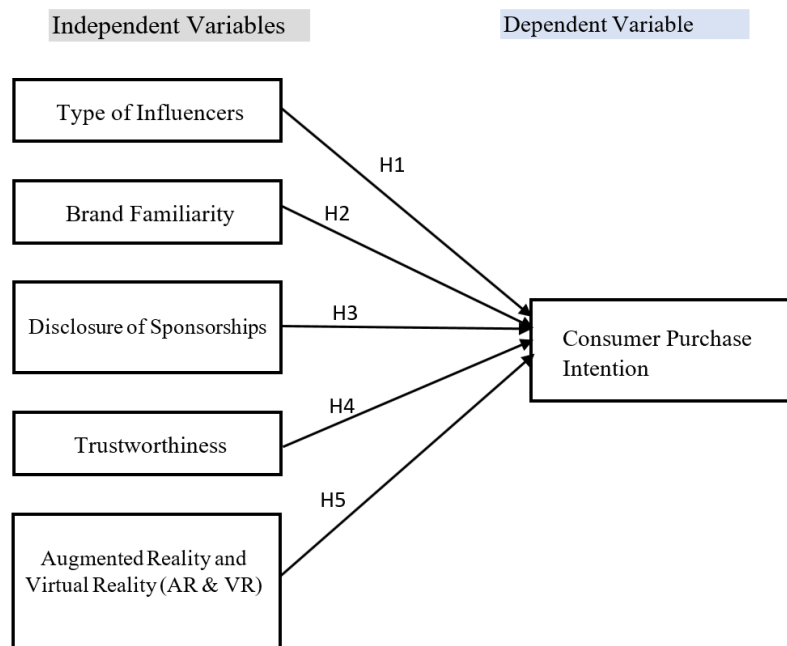 Independent Variables
Dependent Variable
Type of Influencers
H1
Brand Familiarity
H2
Disclosure of Sponsorships
H3
Consumer Purchase
Intention
Trustworthiness
H4
Augmented Reality and
Virtual Reality (AR & VR)
H5